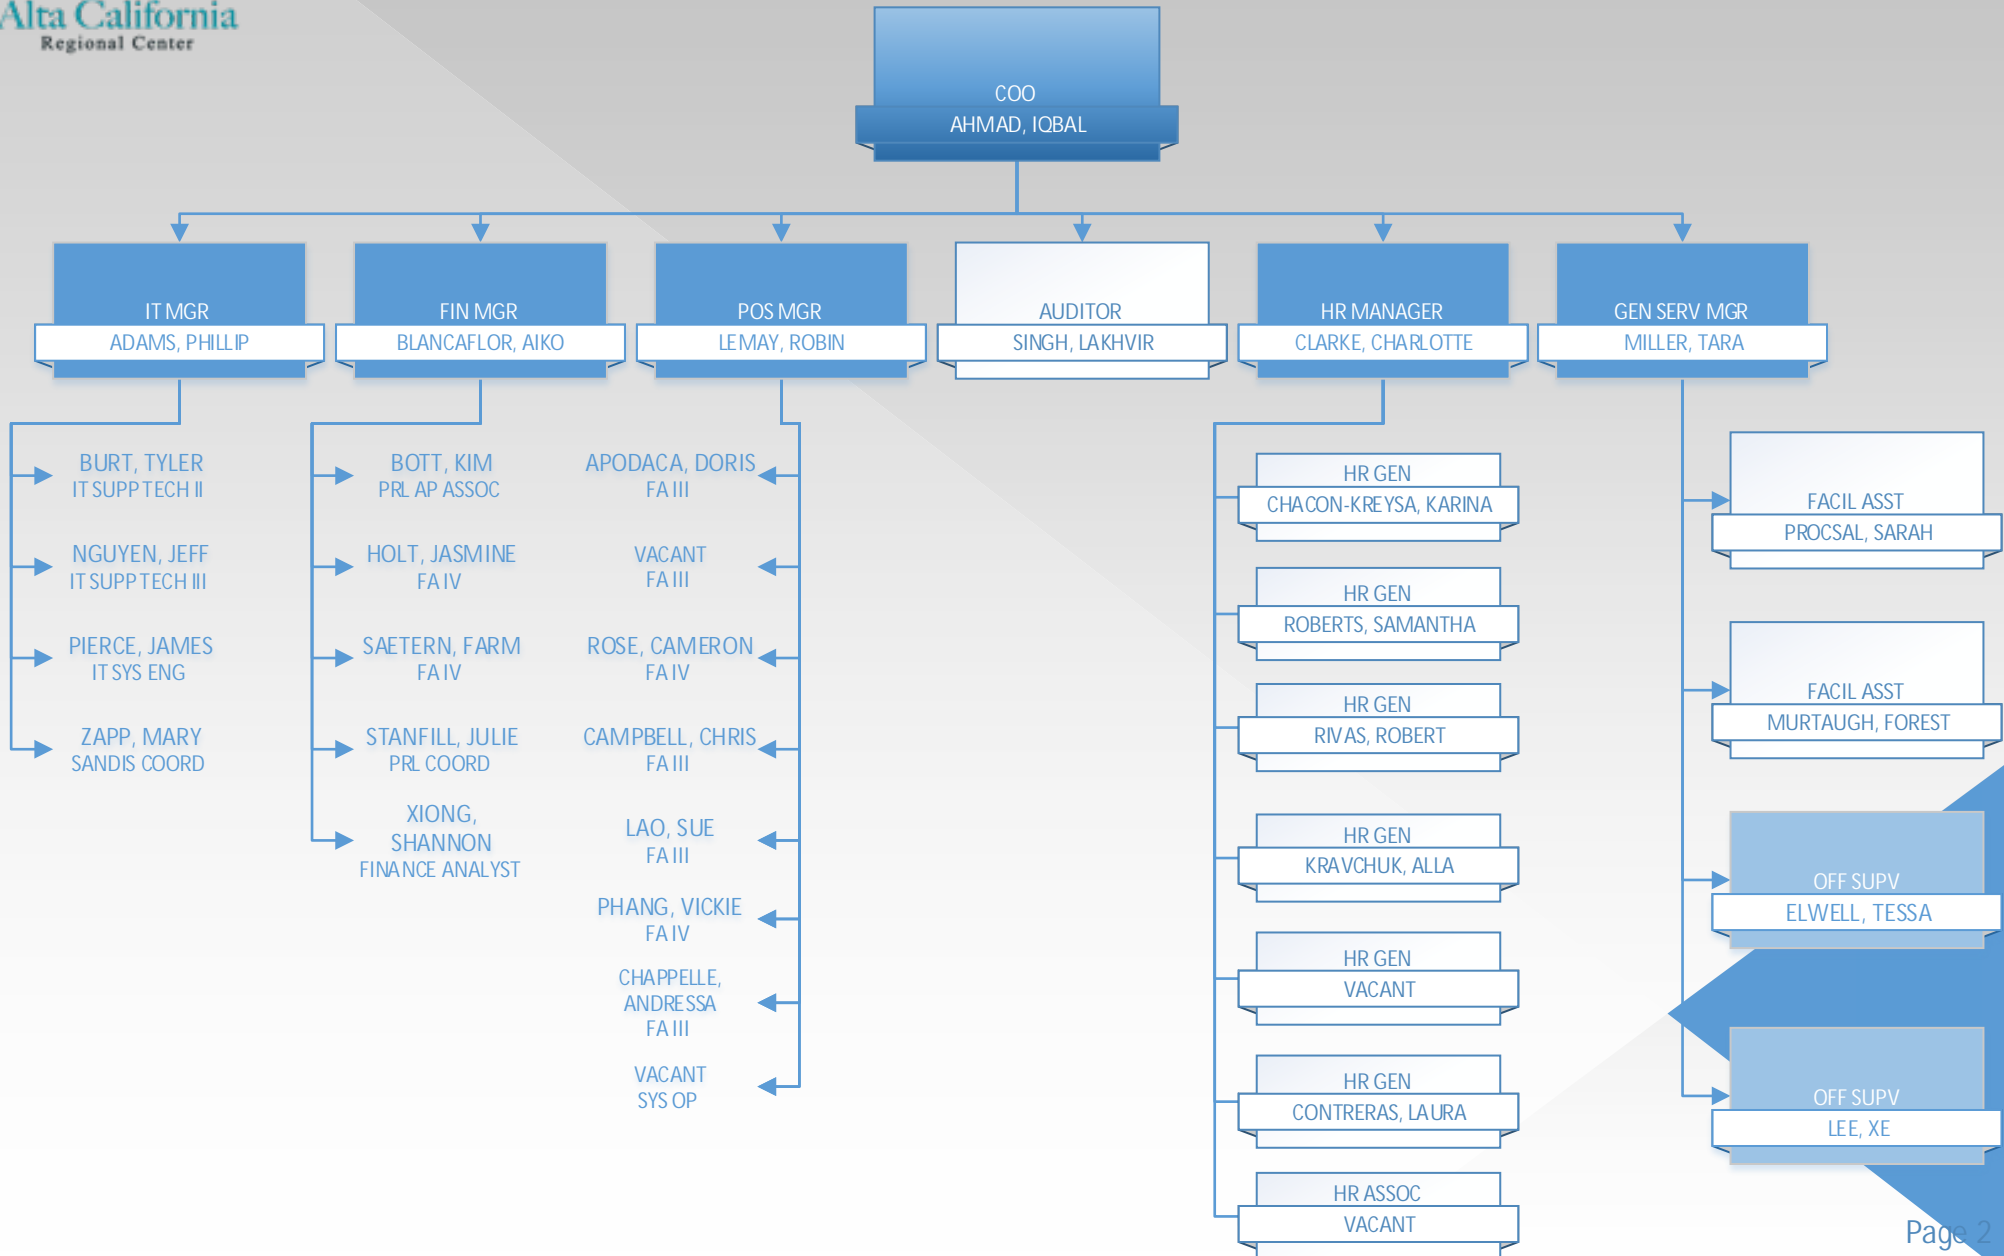 Alta California
Regional Center
COO
AHMAD, IQBAL
IT MGR
ADAMS, PHILLIP
FIN MGR
BLANCAFLOR, AIKO
POS MGR
LEMAY, ROBIN
AUDITOR
SINGH, LAKHVIR
HR MANAGER
CLARKE, CHARLOTTE
GEN SERV MGR
MILLER, TARA
BURT, TYLER
IT SUPP TECH II
NGUYEN, JEFF
IT SUPP TECH III
PIERCE, JAMES
IT SYS ENG
ZAPP, MARY
SANDIS COORD
BOTT, KIM
PRL AP ASSOC
HOLT, JASMINE
FA IV
SAETERN, FARM
FA IV
STANFILL, JULIE
PRL COORD
XIONG,
SHANNON
FINANCE ANALYST
APODACA, DORIS
FA III
VACANT
FA III
ROSE, CAMERON
FA IV
CAMPBELL, CHRIS
FA III
LAO, SUE
FA III
PHANG, VICKIE
FA IV
CHAPPELLE,
ANDRESSA
FA III
VACANT
SYS OP
HR GEN
CHACON-KREYSA, KARINA
HR GEN
ROBERTS, SAMANTHA
HR GEN
RIVAS, ROBERT
HR GEN
KRAVCHUK, ALLA
HR GEN
VACANT
HR GEN
CONTRERAS, LAURA
HR ASSOC
VACANT
FACIL ASST
PROCSAL, SARAH
FACIL ASST
MURTAUGH, FOREST
OFF SUPV
ELWELL, TESSA
OFF SUPV
LEE, XE
Page 2